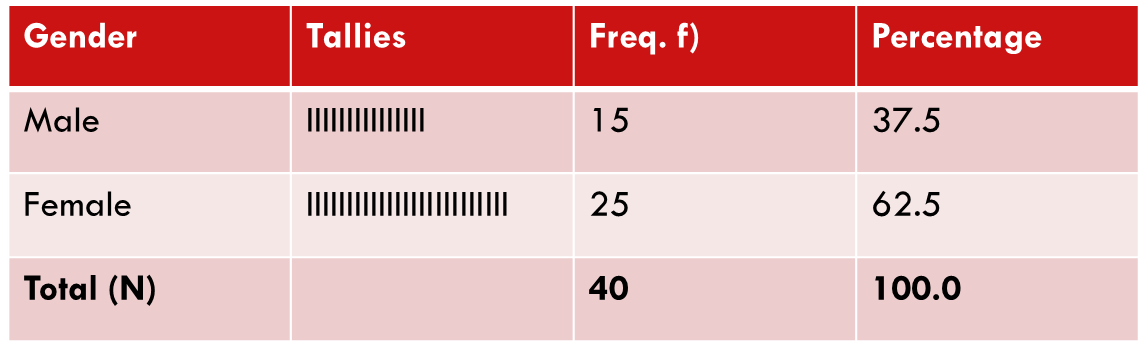 Gender Tallies Freq. f) Percentage
Male ||||||||||||||| 15 37.5
Female ||||||||||||||||||||||||| 25 62.5
Total (N) 40 100.0